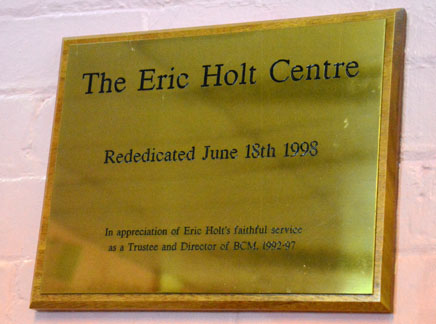 The Eric Holt Centre
Rededicated June 18th 1998
In appreciation of Eric Holt's faithful service
as a Trustee and Director of BCM, 1992-97